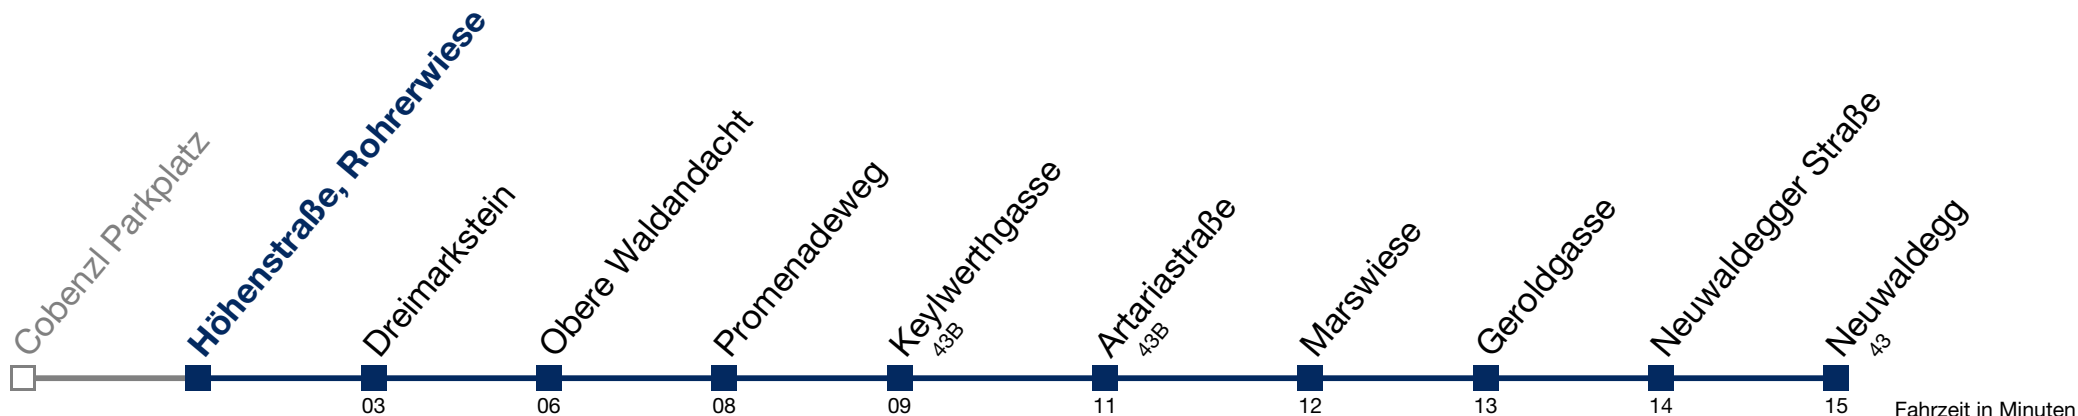 Cobenzl Parkplatz
Höhenstraße, Rohrerwiese
Dreimarkstein
Obere Waldandacht
Promenadeweg
Keylwerthgasse
43B
Artariastraße
43B
Marswiese
Geroldgasse
Neuwaldegger Straße
Neuwaldegg
43
03 06 08 09 11 12 13 14 15 Fahrzeit in Minuten